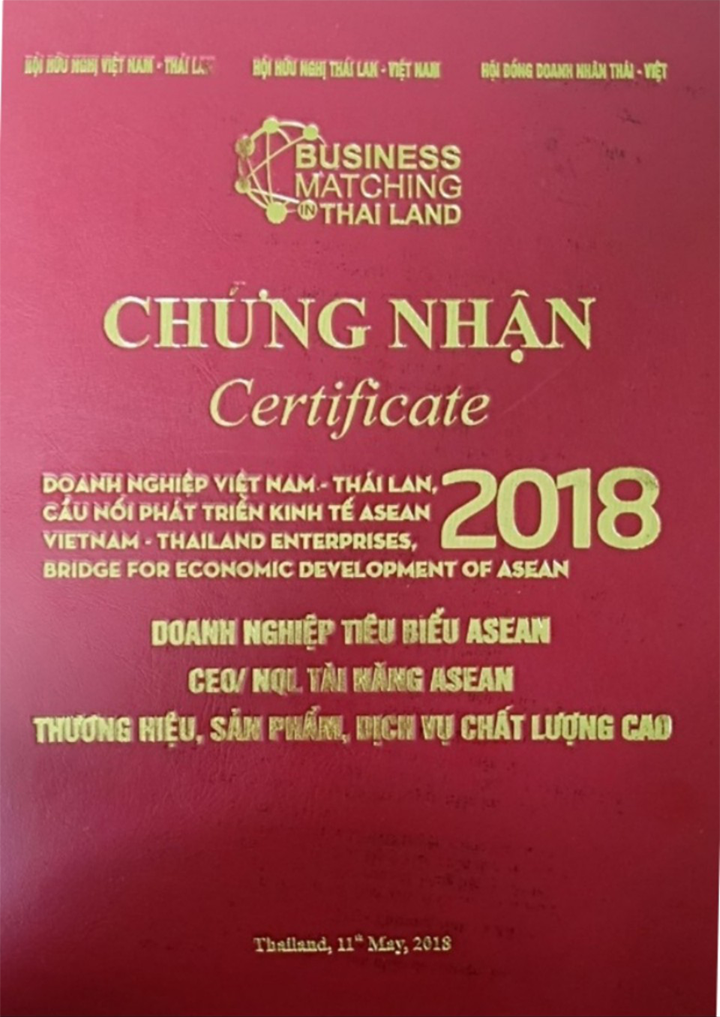 HỘI HỮU NGHỊ VIỆT NAM - THÁI LAN
HỘI HỮU NGHỊ THÁI LAN - VIỆT NAM
HỘI ĐỒNG DOANH NHÂN THÁI - VIỆT
BUSINESS
MATCHING
IN THAI LAND
CHỨNG NHẬN
Certificate
DOANH NGHIỆP VIỆT NAM - THÁI LAN,
CẦU NỐI PHÁT TRIỂN KINH TẾ ASEAN
VIETNAM - THAILAND ENTERPRISES,
BRIDGE FOR ECONOMIC DEVELOPMENT OF ASEAN
2018
DOANH NGHIỆP TIÊU BIỂU ASEAN
CEO/ NQL TÀI NĂNG ASEAN
THƯƠNG HIỆU, SẢN PHẨM, DỊCH VỤ CHẤT LƯỢNG CAO
Thailand, 11th May, 2018